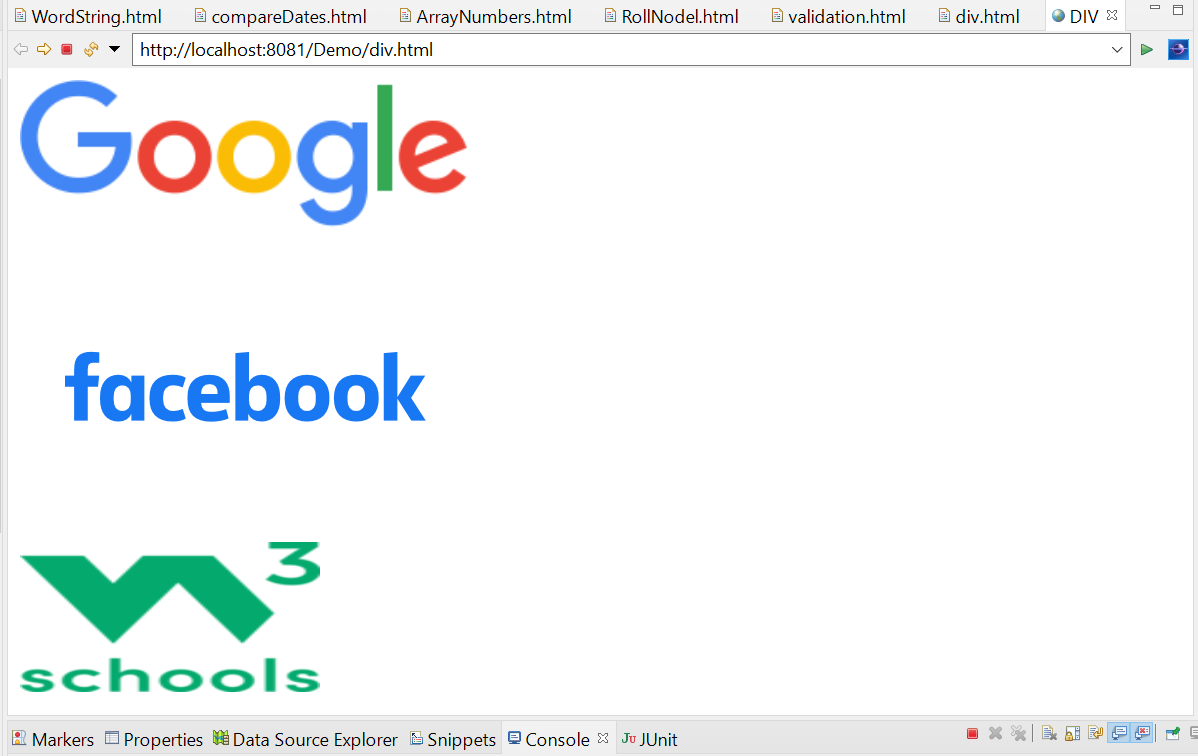 WordString.html compareDates.html ArrayNumbers.html RollNodel.html validation.html div.html DIV
http://localhost:8081/Demo/div.html
Google
facebook
3
schools
Markers Properties Data Source Explorer Snippets Console JUnit